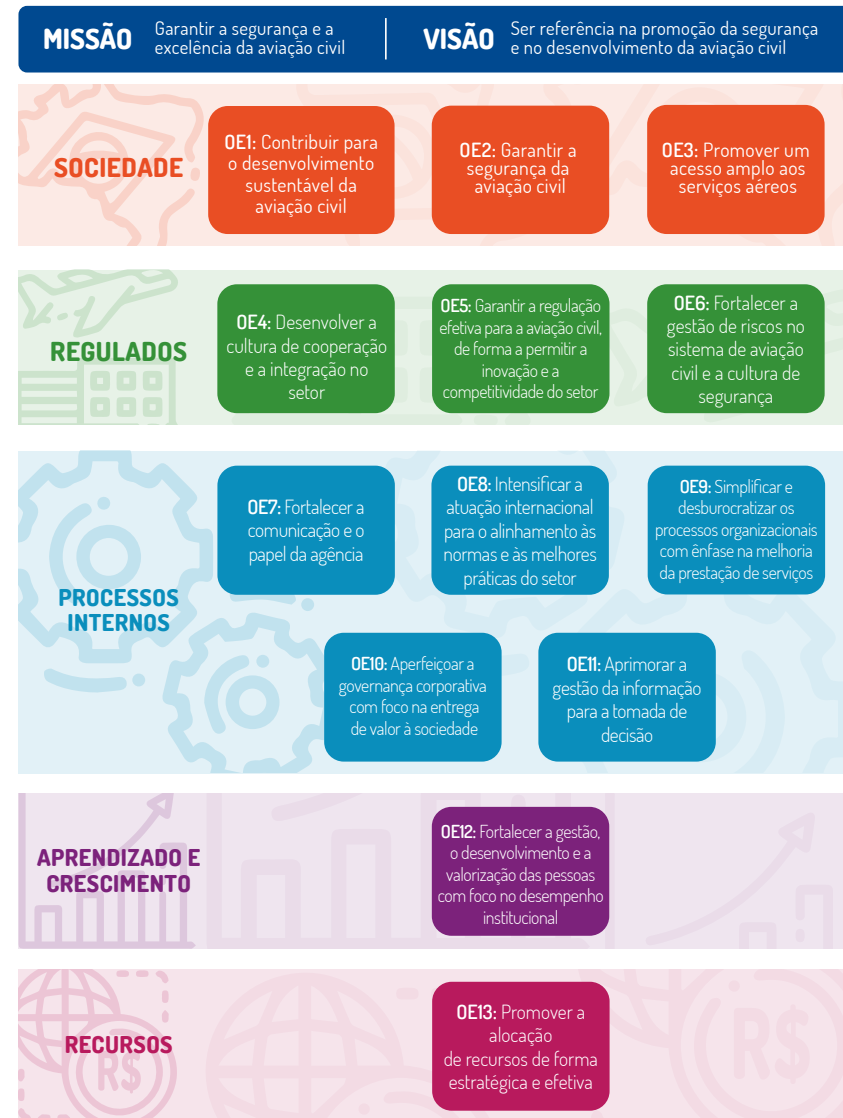 MISSÃO
Garantir a segurança e a
excelência da aviação civil
VISÃO
Ser referência na promoção da segurança
e no desenvolvimento da aviação civil
SOCIEDADE
OE1: Contribuir para
o desenvolvimento
sustentável da
aviação civil
OE2: Garantir a
segurança da
aviação civil
OE3: Promover um
acesso amplo aos
serviços aéreos
REGULADOS
OE4: Desenvolver a
cultura de cooperação
e a integração no
setor
OE5: Garantir a regulação
efetiva para a aviação civil,
de forma a permitir a
inovação e a
competitividade do setor
OE6: Fortalecer a
gestão de riscos no
sistema de aviação
civil e a cultura de
segurança
PROCESSOS
INTERNOS
OE7: Fortalecer a
comunicação e o
papel da agência
OE8: Intensificar a
atuação internacional
para o alinhamento às
normas e às melhores
práticas do setor
OE9: Simplificar e
desburocratizar os
processos organizacionais
com ênfase na melhoria
da prestação de serviços
OE10: Aperfeiçoar a
governança corporativa
com foco na entrega
de valor à sociedade
OE11: Aprimorar a
gestão da informação
para a tomada de
decisão
APRENDIZADO E
CRESCIMENTO
OE12: Fortalecer a gestão,
o desenvolvimento e a
valorização das pessoas
com foco no desempenho
institucional
RECURSOS
R$
OE13: Promover a
alocação
de recursos de forma
estratégica e efetiva
R$